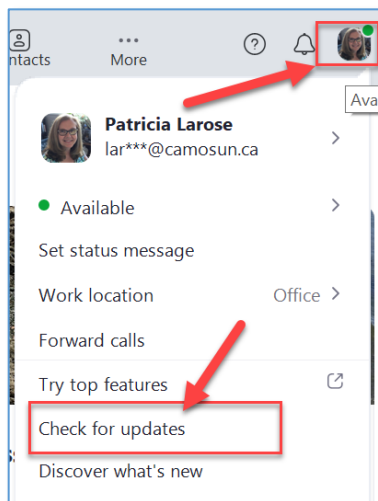 ntacts
More
Ava
Patricia Larose
lar***@camosun.ca
Available
Set status message
Work location Office
Forward calls
Try top features
Check for updates
Discover what's new